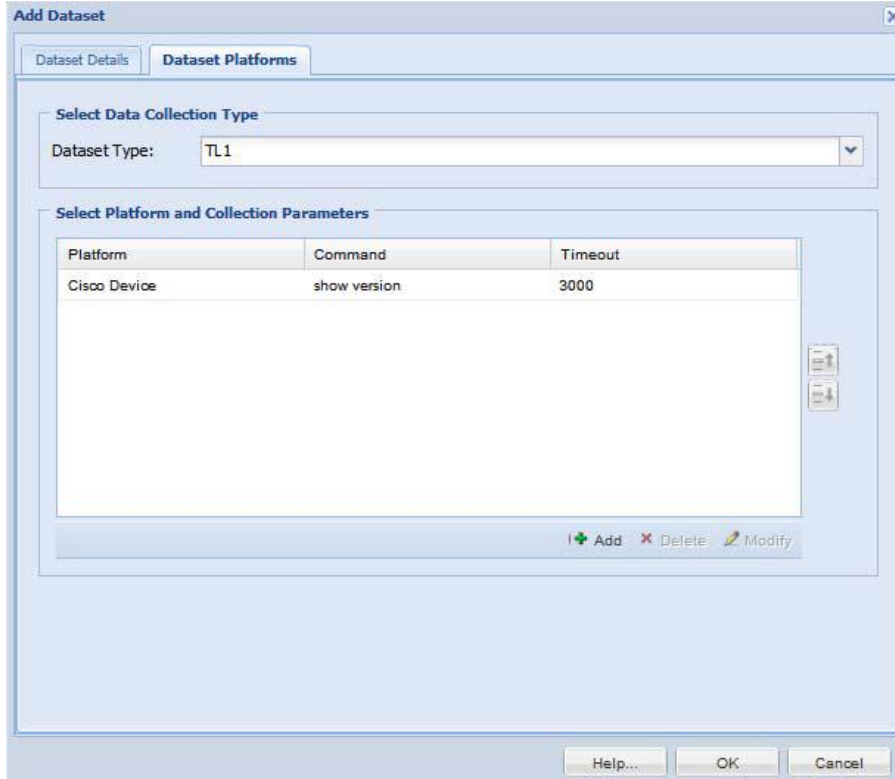 Add Dataset
Dataset Details Dataset Platforms
Select Data Collection Type
Dataset Type: TL1
Select Platform and Collection Parameters
Platform Command Timeout
Cisco Device show version 3000
Add Delete Modify
Help... OK Cancel